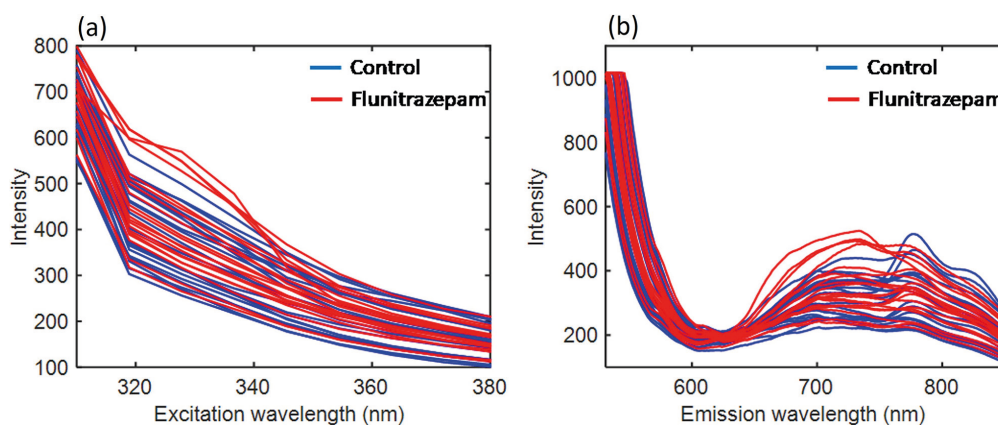 (a)
800
700
600
500
400
300
200
100
Intensity
Control
Flunitrazepam
320
340
360
380
Excitation wavelength (nm)
(b)
1000
800
600
400
200
Intensity
Control
Flunitrazepam
600
700
800
Emission wavelength (nm)